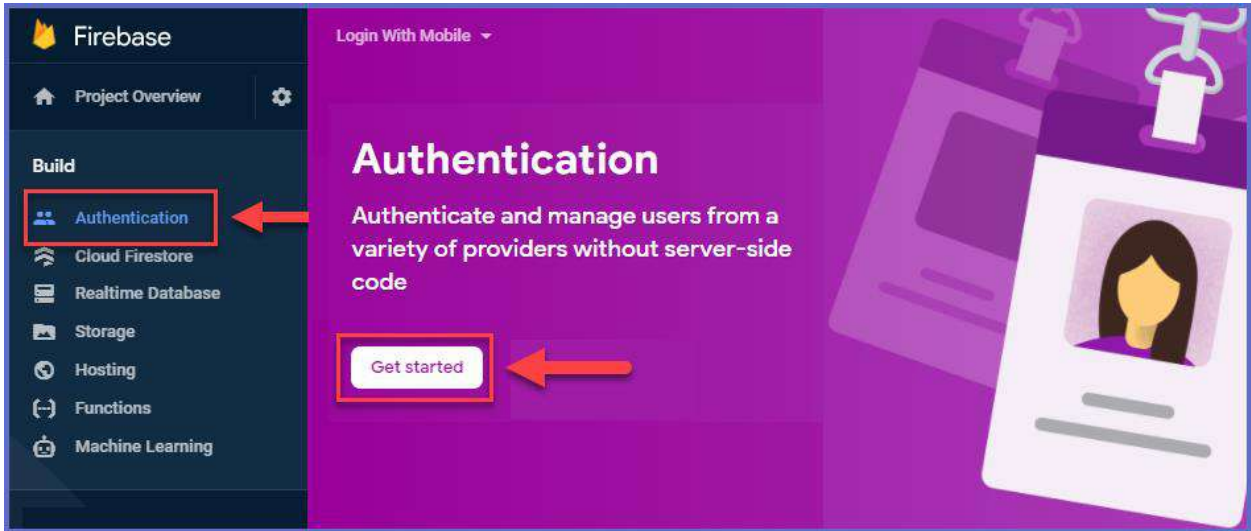 Firebase
Project Overview
Build
Authentication
Cloud Firestore
Realtime Database
Storage
Hosting
Functions
Machine Learning
Login With Mobile
Authentication
Authenticate and manage users from a
variety of providers without server-side
code
Get started